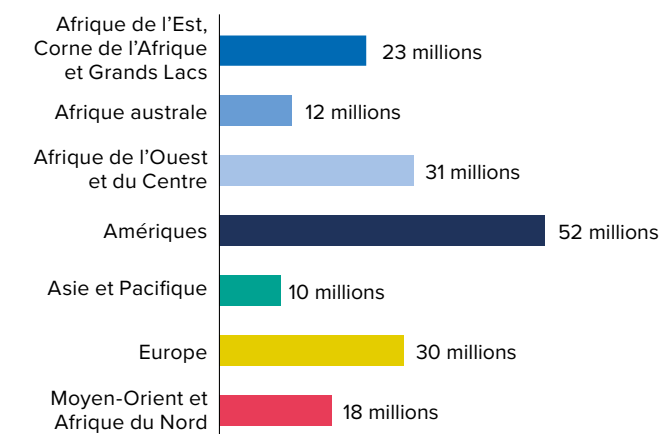 Afrique de l’Est,
Corne de l’Afrique
et Grands Lacs
23 millions
Afrique australe
12 millions
Afrique de l’Ouest
et du Centre
31 millions
Amériques
52 millions
Asie et Pacifique
10 millions
Europe
30 millions
Moyen-Orient et
Afrique du Nord
18 millions